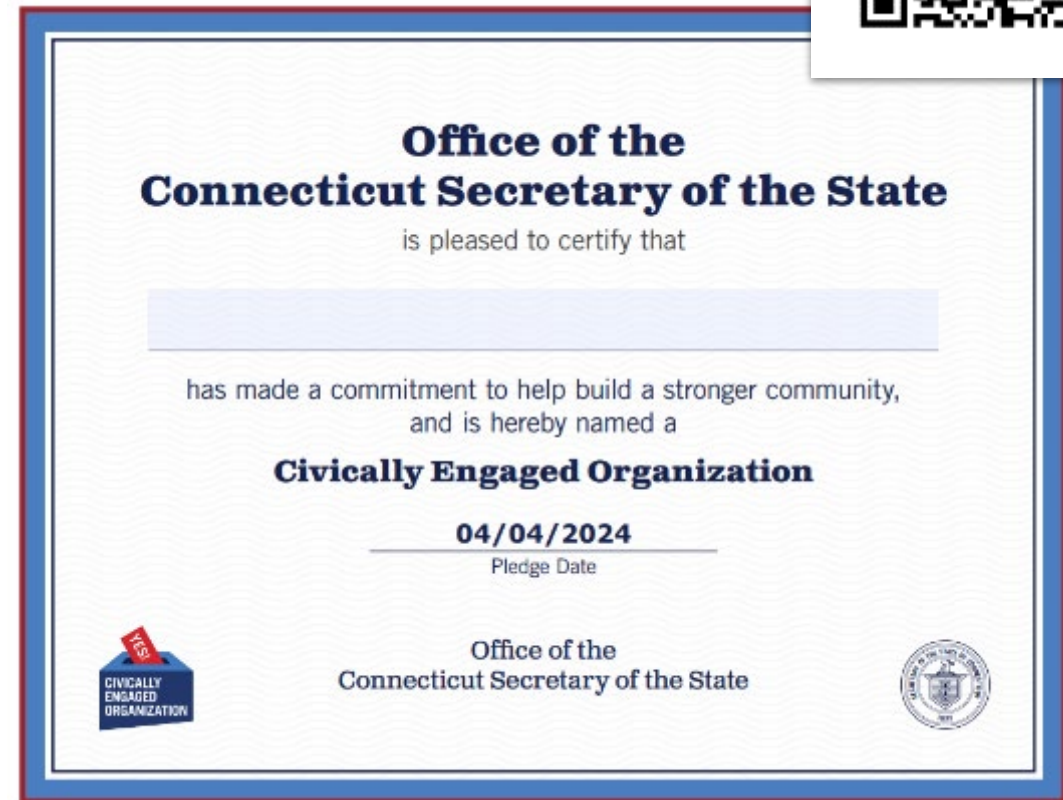 Office of the
Connecticut Secretary of the State
is pleased to certify that
has made a commitment to help build a stronger community,
and is hereby named a
Civically Engaged Organization
04/04/2024
Pledge Date
YES!
CIVICALLY
ENGAGED
ORGANIZATION
Office of the
Connecticut Secretary of the State